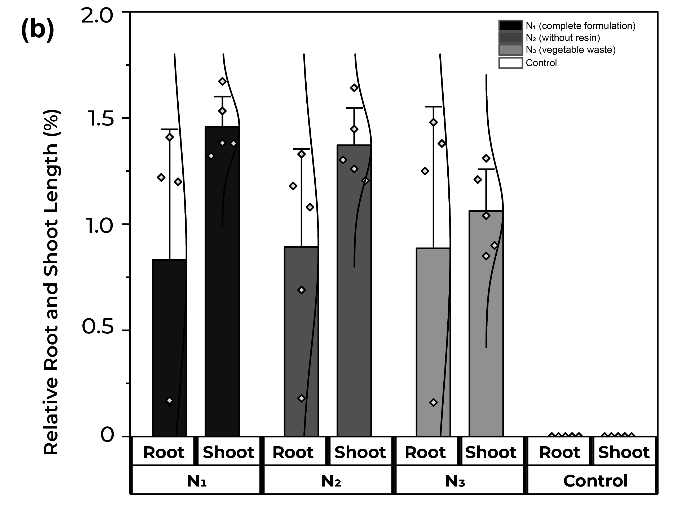 (b)
2.0
1.5
1.0
0.5
0
Relative Root and Shoot Length (%)
N₁ (complete formulation)
N₂ (without resin)
N₃ (vegetable waste)
Control
Root Shoot Root Shoot Root Shoot Root Shoot
N₁ N₂ N₃ Control